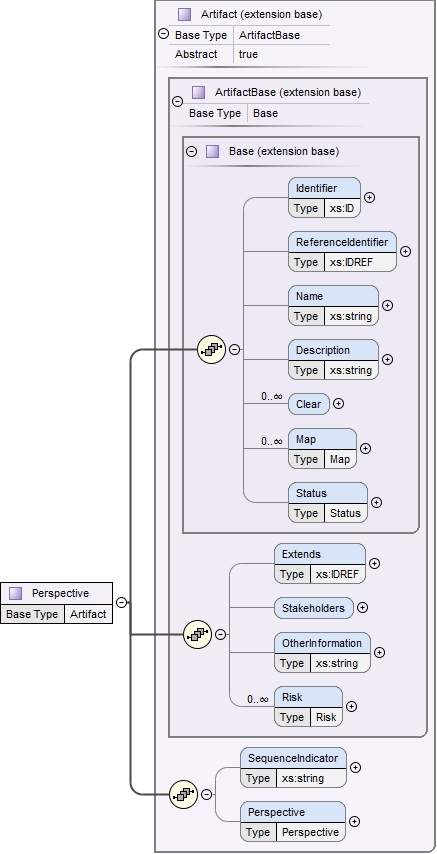 Artifact (extension base)
Base Type ArtifactBase
Abstract true
ArtifactBase (extension base)
Base Type Base
Base (extension base)
Identifier
Type xs:ID
ReferenceIdentifier
Type xs:IDREF
Name
Type xs:string
Description
Type xs:string
0..∞ Clear
0..∞ Map
Type Map
Status
Type Status
Extends
Type xs:IDREF
Stakeholders
OtherInformation
Type xs:string
0..∞ Risk
Type Risk
Perspective
Base Type Artifact
SequenceIndicator
Type xs:string
Perspective
Type Perspective